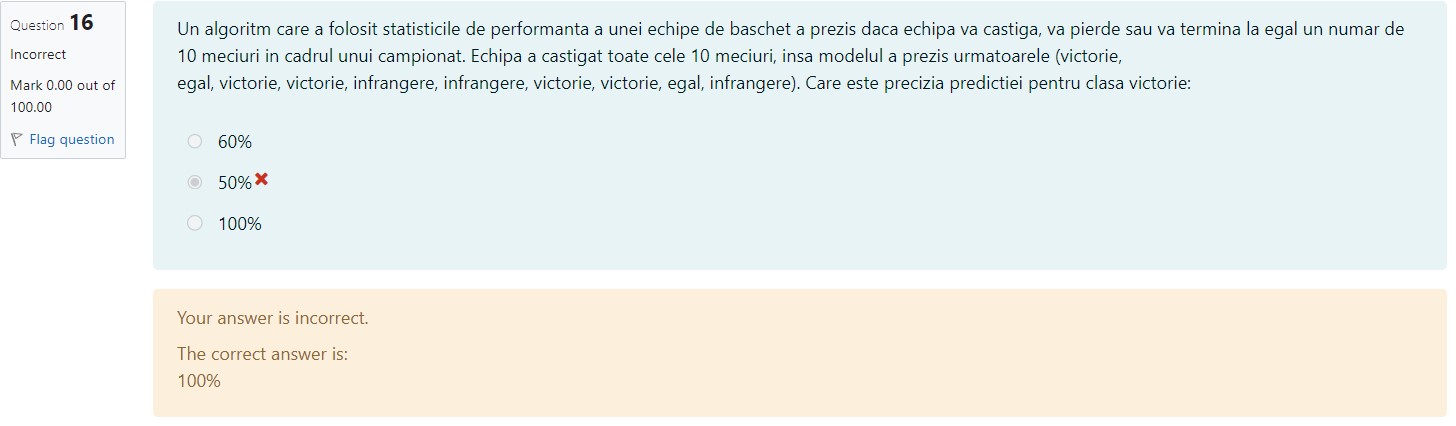 Question 16
Incorrect
Mark 0.00 out of
100.00
Flag question
Un algoritm care a folosit statisticile de performanta a unei echipe de baschet a prezis daca echipa va castiga, va pierde sau va termina la egal un numar de
10 meciuri in cadrul unui campionat. Echipa a castigat toate cele 10 meciuri, insa modelul a prezis urmatoarele (victorie,
egal, victorie, victorie, infrangere, infrangere, victorie, victorie, egal, infrangere). Care este precizia predictiei pentru clasa victorie:
60%
50%
100%
Your answer is incorrect.
The correct answer is:
100%